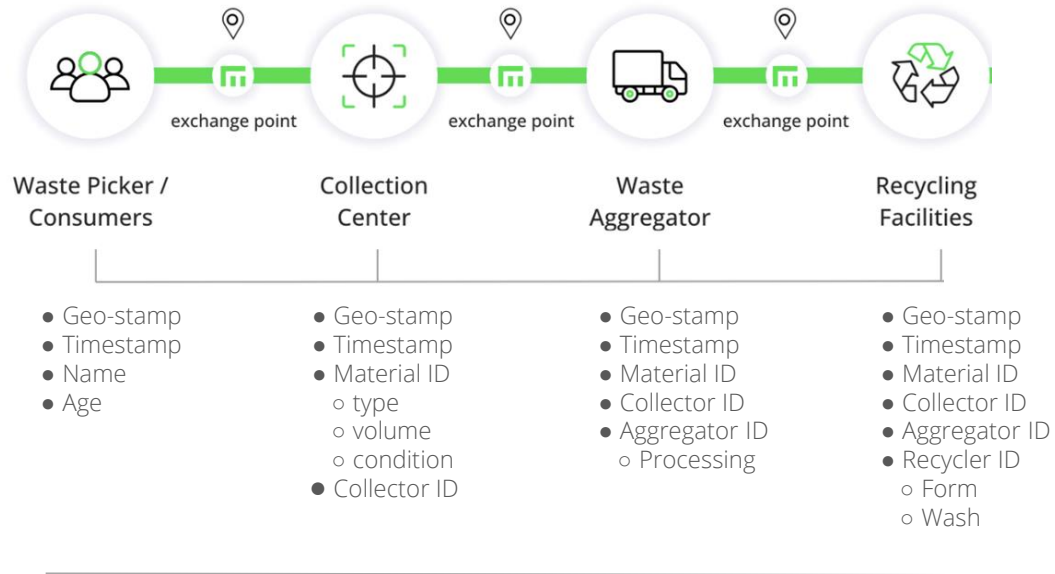 exchange point
exchange point
exchange point
Waste Picker /
Consumers
Collection
Center
Waste
Aggregator
Recycling
Facilities
● Geo-stamp
● Timestamp
● Name
● Age
● Geo-stamp
● Timestamp
● Material ID
○ type
○ volume
○ condition
● Collector ID
● Geo-stamp
● Timestamp
● Material ID
● Collector ID
● Aggregator ID
○ Processing
● Geo-stamp
● Timestamp
● Material ID
● Collector ID
● Aggregator ID
● Recycler ID
○ Form
○ Wash